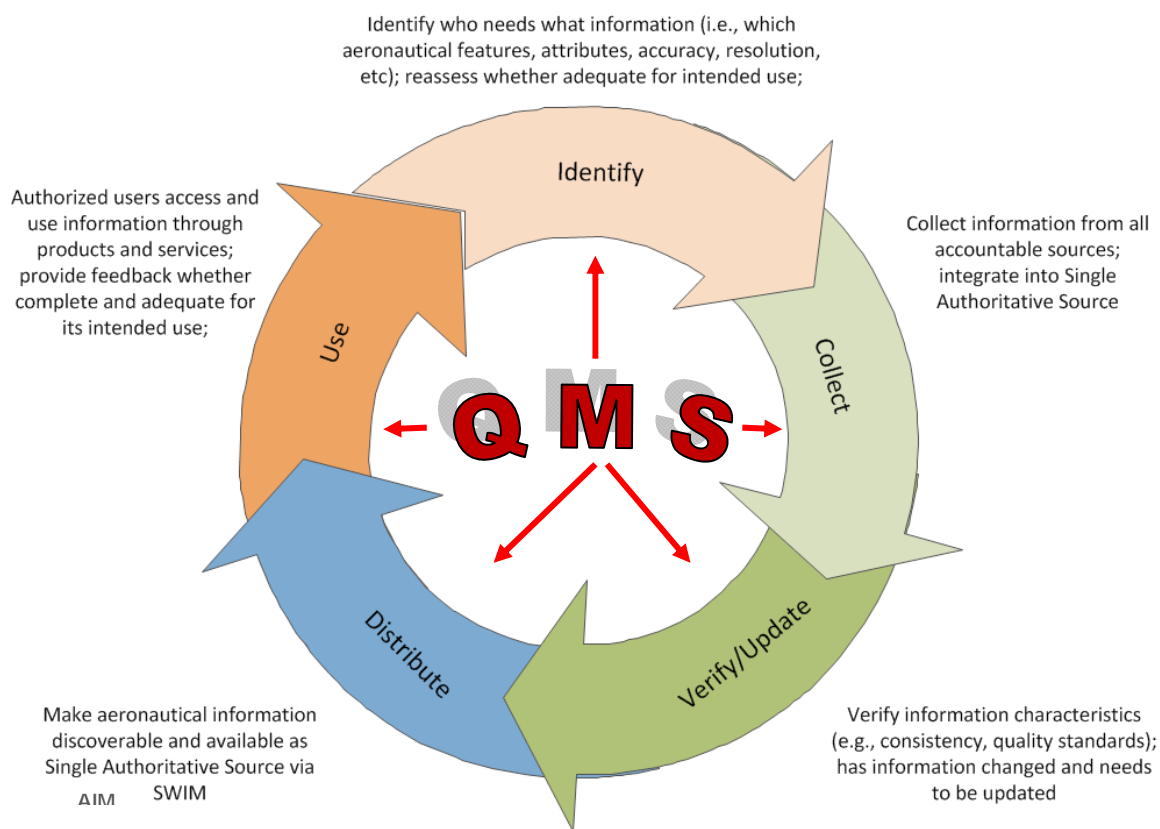 Identify who needs what information (i.e., which
aeronautical features, attributes, accuracy, resolution,
etc); reassess whether adequate for intended use;
Identify
Authorized users access and
use information through
products and services;
provide feedback whether
complete and adequate for
its intended use;
Collect information from all
accountable sources;
integrate into Single
Authoritative Source
Use
Collect
QMS
Distribute
Verify/Update
Make aeronautical information
discoverable and available as
Single Authoritative Source via
SWIM
AIM
Verify information characteristics
(e.g., consistency, quality standards);
has information changed and needs
to be updated